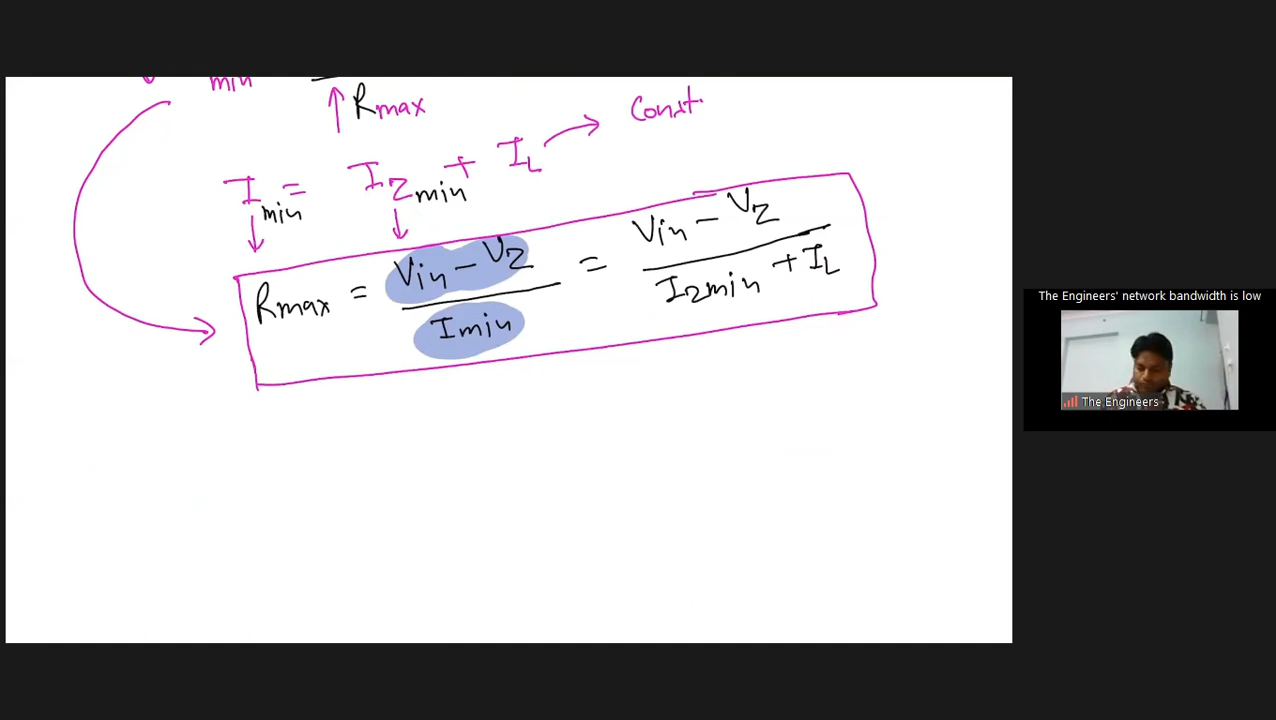 min
Rmax
Const.
Imin = IZmin + IL
Rmax = Vin − VZ / Imin = Vin − VZ / IZmin + IL
The Engineers' network bandwidth is low
The Engineers